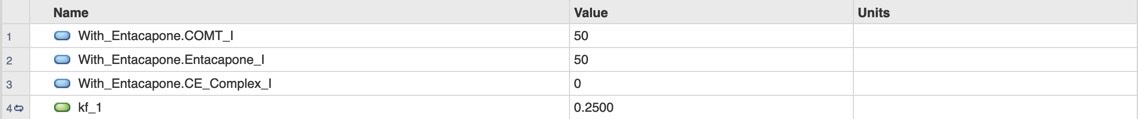 Name Value Units
1 With_Entacapone.COMT_I 50
2 With_Entacapone.Entacapone_I 50
3 With_Entacapone.CE_Complex_I 0
4 kf_1 0.2500